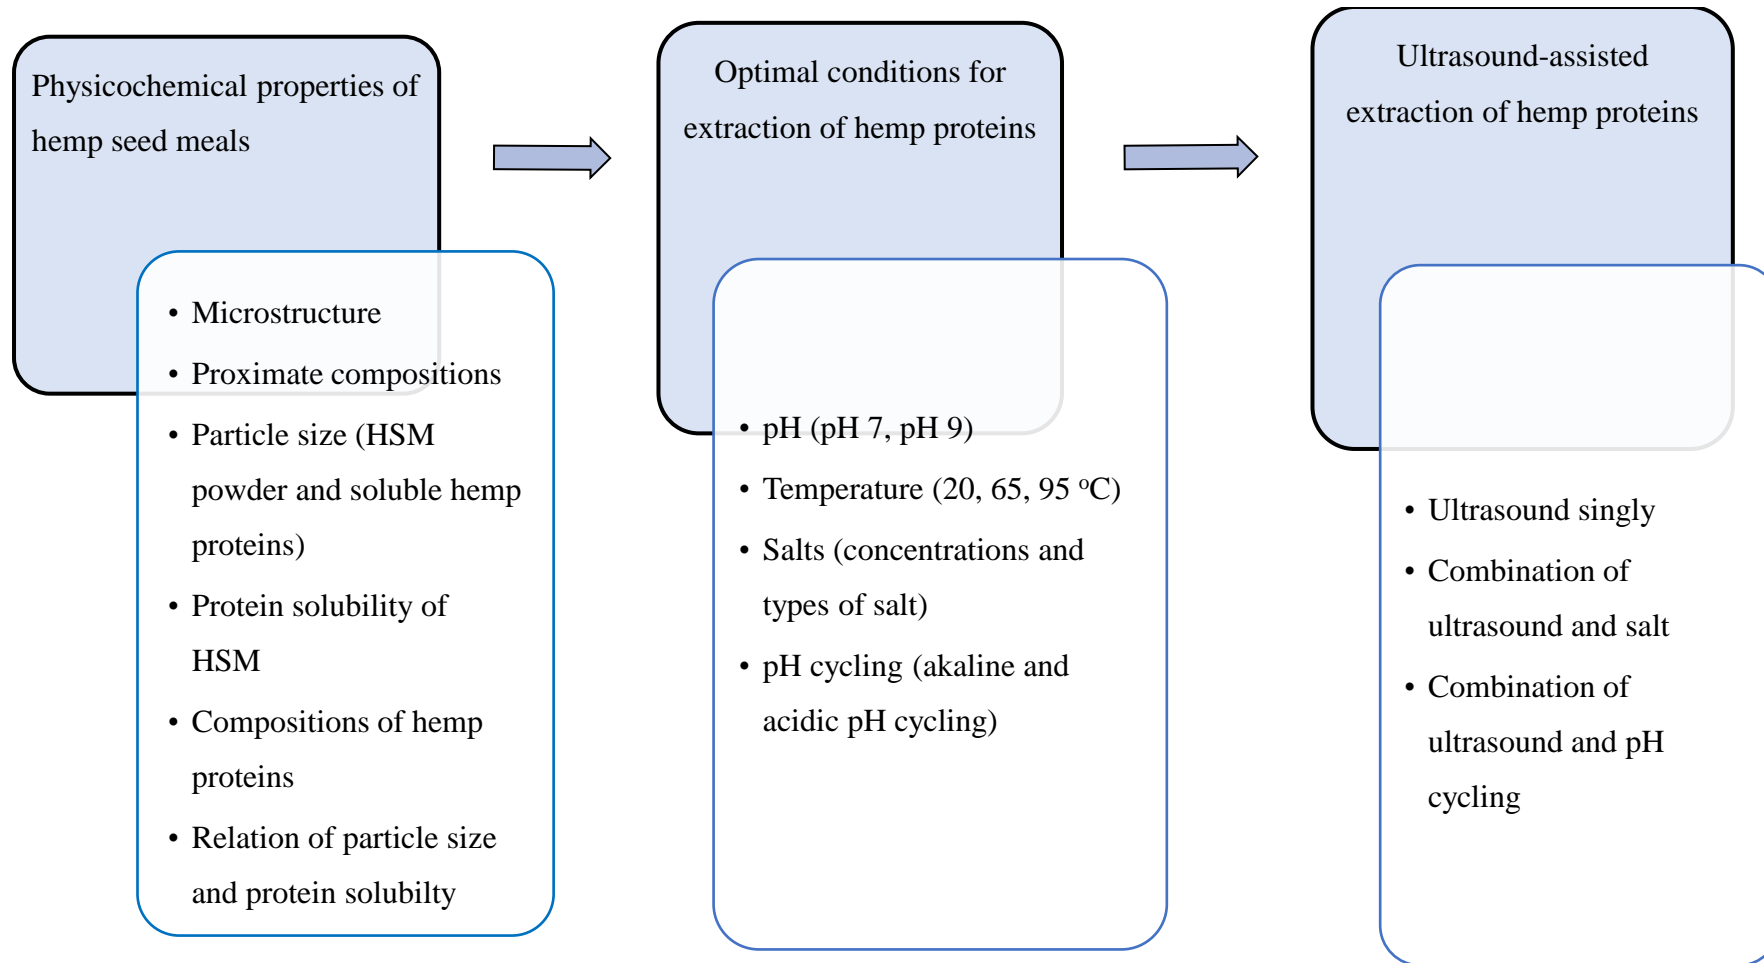 Physicochemical properties of
hemp seed meals
• Microstructure
• Proximate compositions
• Particle size (HSM
powder and soluble hemp
proteins)
• Protein solubility of
HSM
• Compositions of hemp
proteins
• Relation of particle size
and protein solubilty
Optimal conditions for
extraction of hemp proteins
• pH (pH 7, pH 9)
• Temperature (20, 65, 95 ºC)
• Salts (concentrations and
types of salt)
• pH cycling (akaline and
acidic pH cycling)
Ultrasound-assisted
extraction of hemp proteins
• Ultrasound singly
• Combination of
ultrasound and salt
• Combination of
ultrasound and pH
cycling